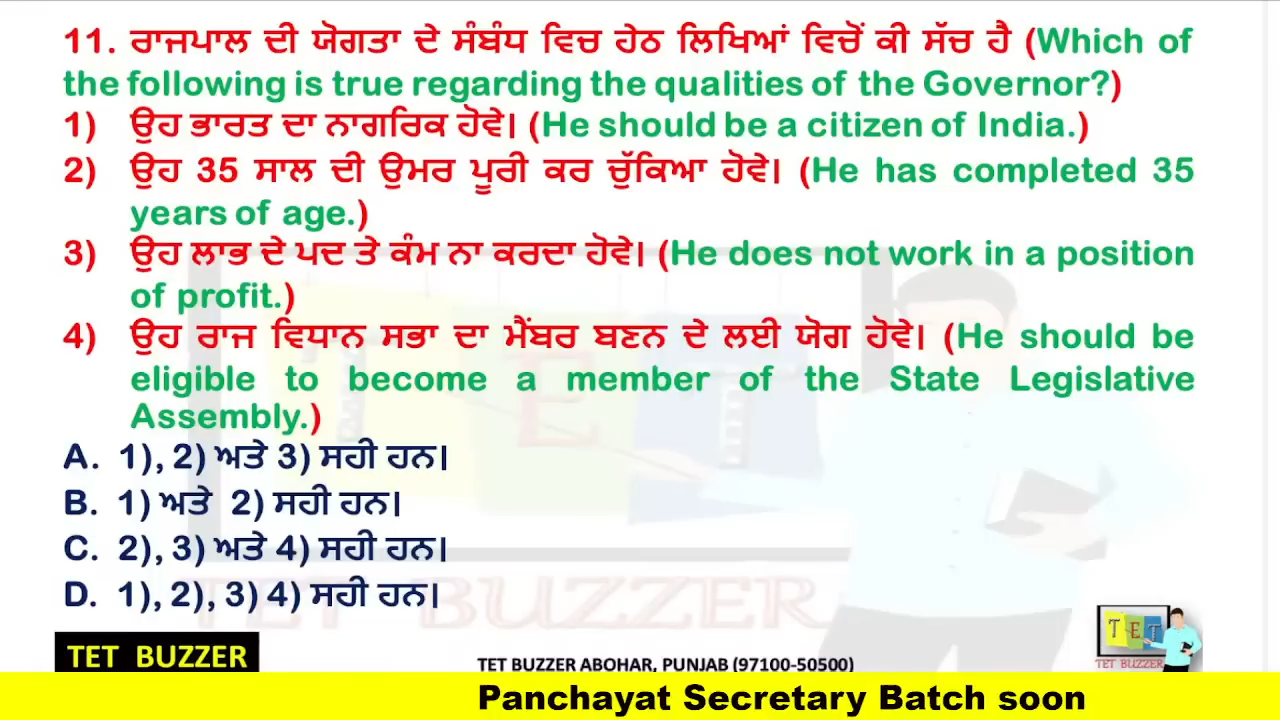 11. ਰਾਜਪਾਲ ਦੀ ਯੋਗਤਾ ਦੇ ਸੰਬੰਧ ਵਿਚ ਹੇਠ ਲਿਖਿਆਂ ਵਿਚੋਂ ਕੀ ਸੱਚ ਹੈ (Which of
the following is true regarding the qualities of the Governor?)
1) ਉਹ ਭਾਰਤ ਦਾ ਨਾਗਰਿਕ ਹੋਵੇ। (He should be a citizen of India.)
2) ਉਹ 35 ਸਾਲ ਦੀ ਉਮਰ ਪੂਰੀ ਕਰ ਚੁੱਕਿਆ ਹੋਵੇ। (He has completed 35
years of age.)
3) ਉਹ ਲਾਭ ਦੇ ਪਦ ਤੇ ਕੰਮ ਨਾ ਕਰਦਾ ਹੋਵੇ। (He does not work in a position
of profit.)
4) ਉਹ ਰਾਜ ਵਿਧਾਨ ਸਭਾ ਦਾ ਮੈਂਬਰ ਬਣਨ ਦੇ ਲਈ ਯੋਗ ਹੋਵੇ। (He should be
eligible to become a member of the State Legislative
Assembly.)
A. 1), 2) ਅਤੇ 3) ਸਹੀ ਹਨ।
B. 1) ਅਤੇ 2) ਸਹੀ ਹਨ।
C. 2), 3) ਅਤੇ 4) ਸਹੀ ਹਨ।
D. 1), 2), 3) 4) ਸਹੀ ਹਨ।
TET BUZZER
TET BUZZER
TET BUZZER ABOHAR, PUNJAB (97100-50500)
TET
TET BUZZER
Panchayat Secretary Batch soon